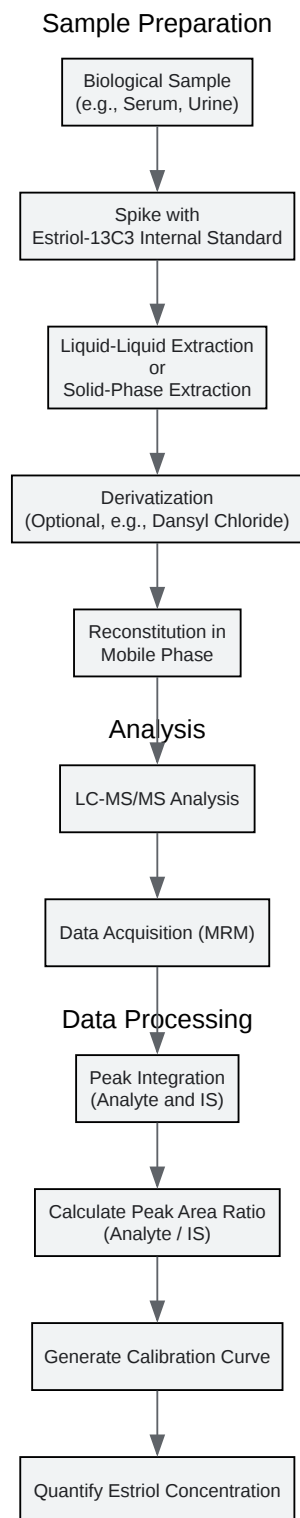 Sample Preparation
Biological Sample
(e.g., Serum, Urine)
Spike with
Estriol-13C3 Internal Standard
Liquid-Liquid Extraction
or
Solid-Phase Extraction
Derivatization
(Optional, e.g., Dansyl Chloride)
Reconstitution in
Mobile Phase
Analysis
LC-MS/MS Analysis
Data Acquisition (MRM)
Data Processing
Peak Integration
(Analyte and IS)
Calculate Peak Area Ratio
(Analyte / IS)
Generate Calibration Curve
Quantify Estriol Concentration